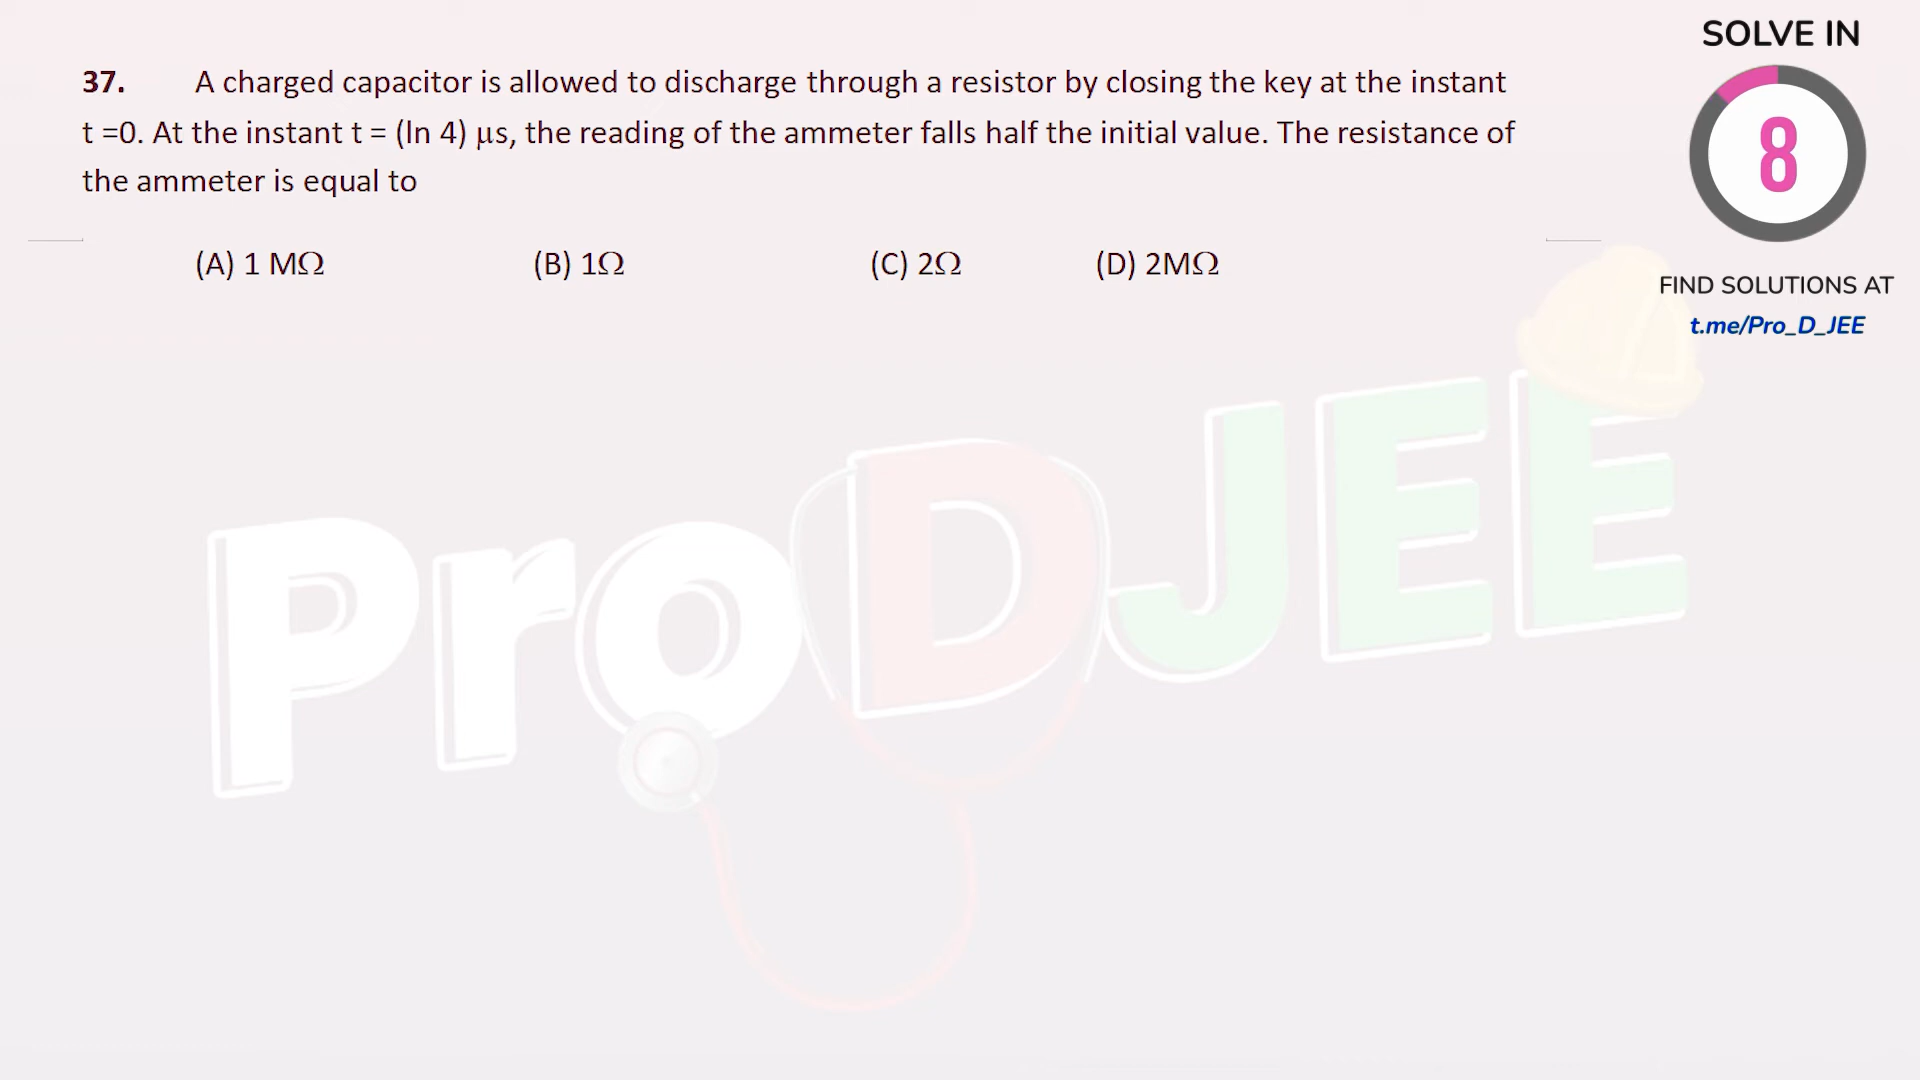 SOLVE IN
8
FIND SOLUTIONS AT
t.me/Pro_D_JEE
37. A charged capacitor is allowed to discharge through a resistor by closing the key at the instant
t =0. At the instant t = (ln 4) μs, the reading of the ammeter falls half the initial value. The resistance of
the ammeter is equal to
(A) 1 MΩ (B) 1Ω (C) 2Ω (D) 2MΩ
Pro D JEE